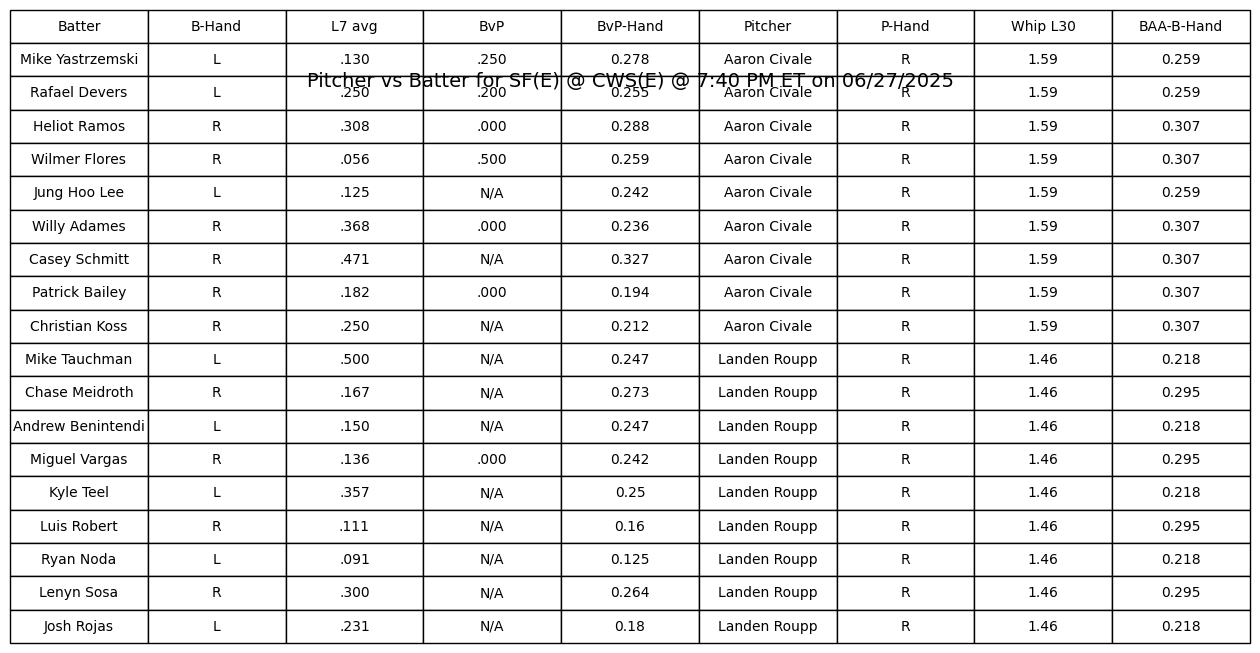 Batter B-Hand L7 avg BvP BvP-Hand Pitcher P-Hand Whip L30 BAA-B-Hand
Mike Yastrzemski L .130 .250 0.278 Aaron Civale R 1.59 0.259
Pitcher vs Batter for SF(E) @ CWS(E) @ 7:40 PM ET on 06/27/2025
Rafael Devers L .250 .200 0.255 Aaron Civale R 1.59 0.259
Heliot Ramos R .308 .000 0.288 Aaron Civale R 1.59 0.307
Wilmer Flores R .056 .500 0.259 Aaron Civale R 1.59 0.307
Jung Hoo Lee L .125 N/A 0.242 Aaron Civale R 1.59 0.259
Willy Adames R .368 .000 0.236 Aaron Civale R 1.59 0.307
Casey Schmitt R .471 N/A 0.327 Aaron Civale R 1.59 0.307
Patrick Bailey R .182 .000 0.194 Aaron Civale R 1.59 0.307
Christian Koss R .250 N/A 0.212 Aaron Civale R 1.59 0.307
Mike Tauchman L .500 N/A 0.247 Landen Roupp R 1.46 0.218
Chase Meidroth R .167 N/A 0.273 Landen Roupp R 1.46 0.295
Andrew Benintendi L .150 N/A 0.247 Landen Roupp R 1.46 0.218
Miguel Vargas R .136 .000 0.242 Landen Roupp R 1.46 0.295
Kyle Teel L .357 N/A 0.25 Landen Roupp R 1.46 0.218
Luis Robert R .111 N/A 0.16 Landen Roupp R 1.46 0.295
Ryan Noda L .091 N/A 0.125 Landen Roupp R 1.46 0.218
Lenyn Sosa R .300 N/A 0.264 Landen Roupp R 1.46 0.295
Josh Rojas L .231 N/A 0.18 Landen Roupp R 1.46 0.218